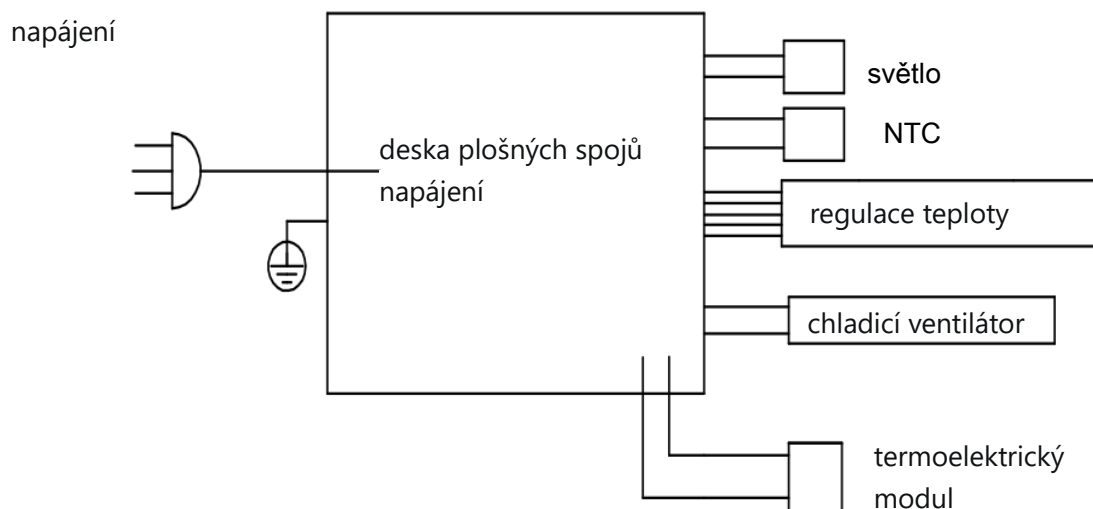 napájení
světlo
NTC
deska plošných spojů
napájení
regulace teploty
chladicí ventilátor
termoelektrický
modul